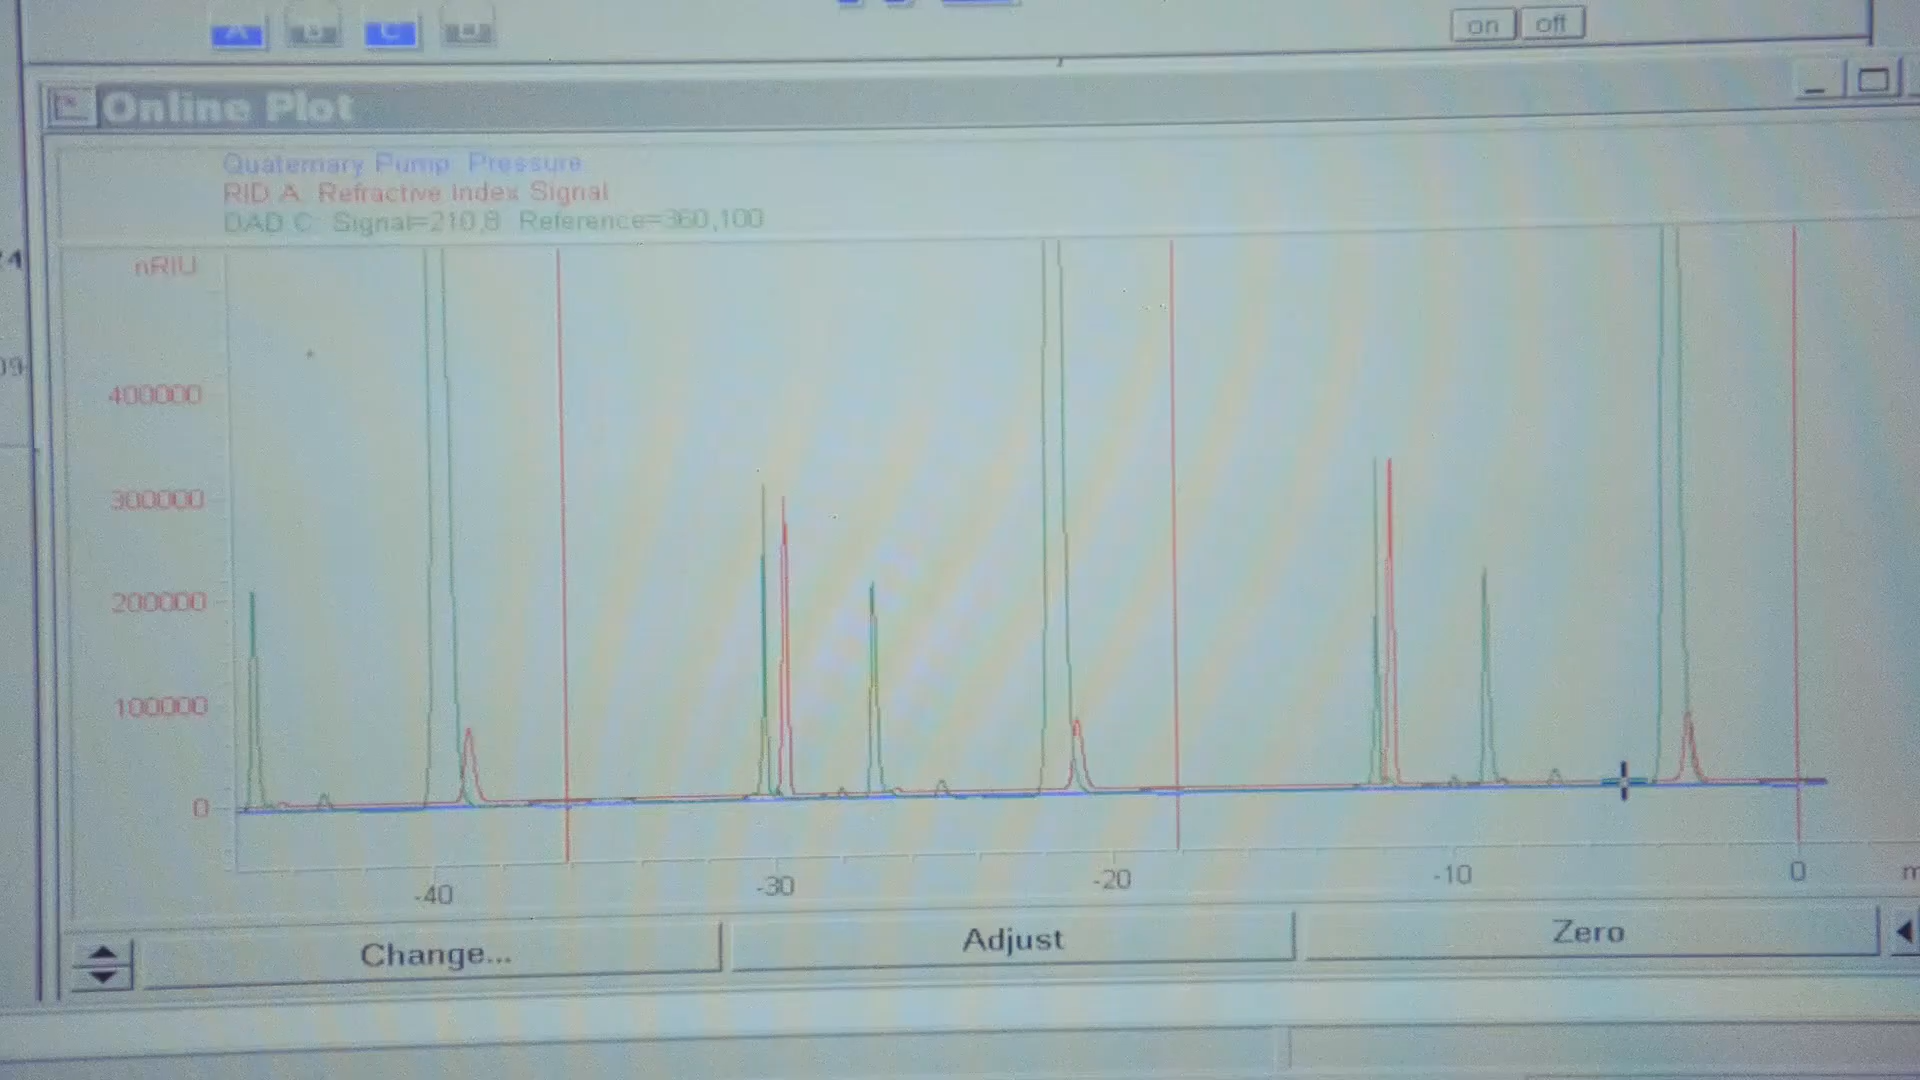 A B C D
on off
Online Plot
Quaternary Pump: Pressure
RID A: Refractive Index Signal
DAD C: Signal=210,8 Reference=360,100
nRIU
400000
300000
200000
100000
0
-40 -30 -20 -10 0 m
Change... Adjust Zero